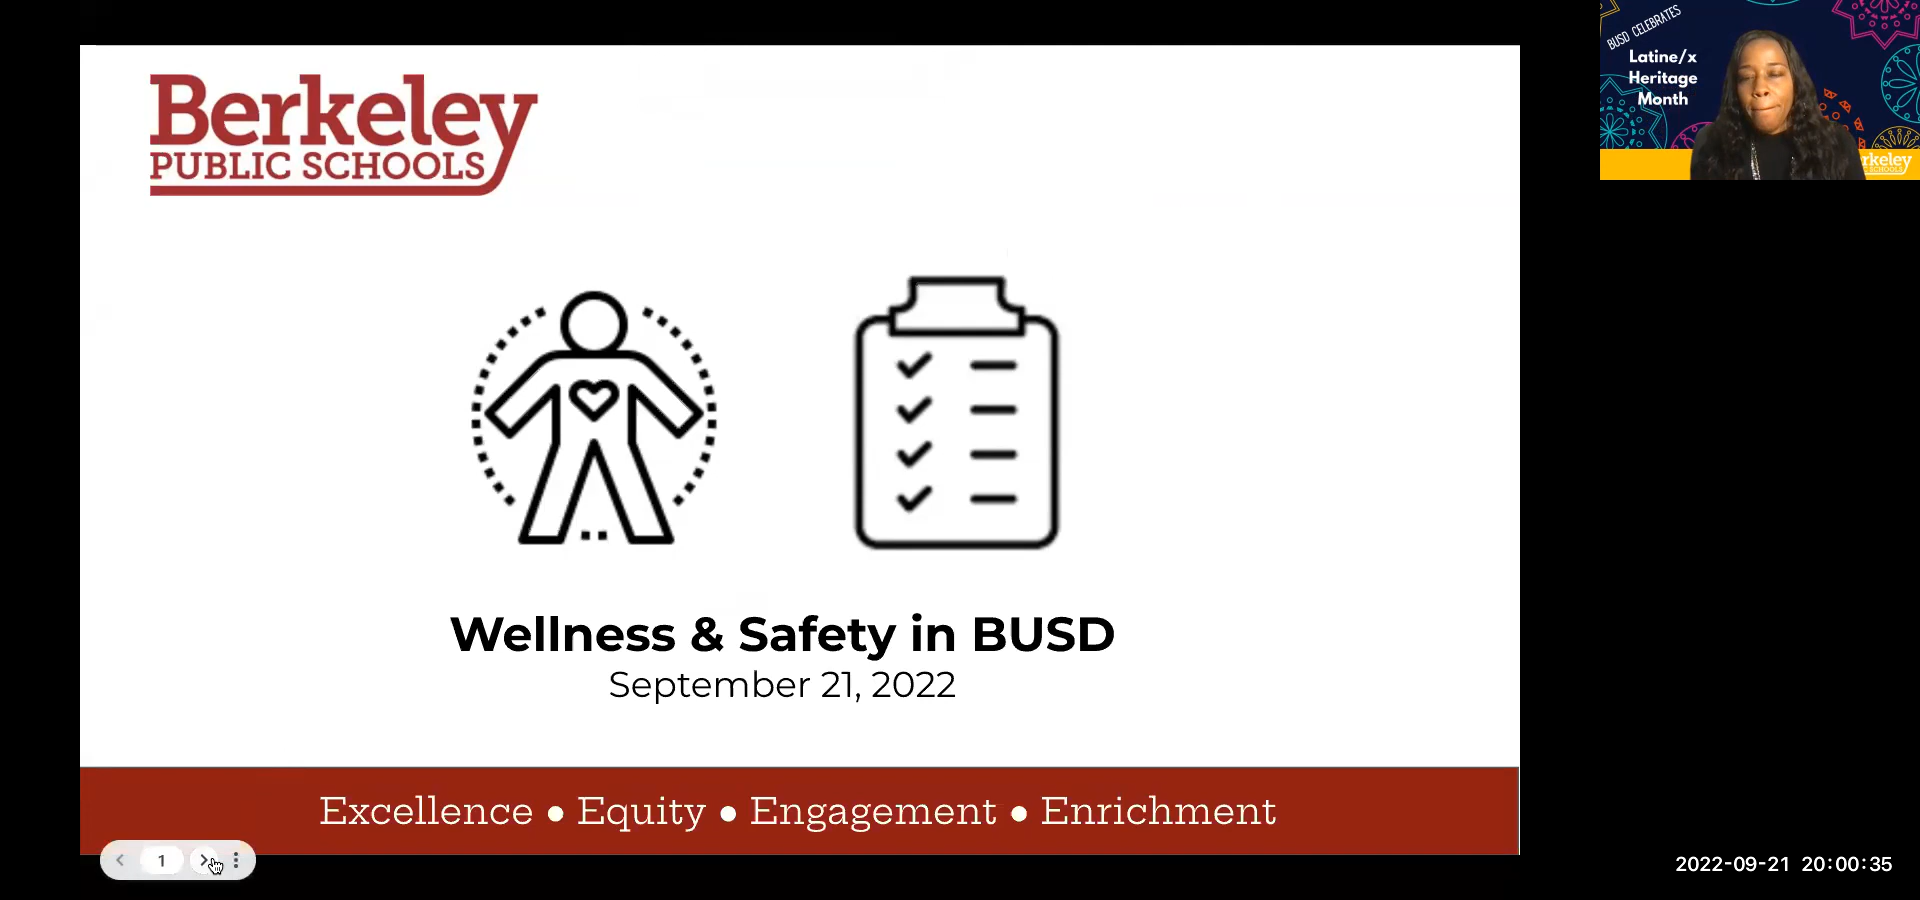 Berkeley
PUBLIC SCHOOLS
Wellness & Safety in BUSD
September 21, 2022
Excellence ● Equity ● Engagement ● Enrichment
1
BUSD CELEBRATES
Latine/x
Heritage
Month
rkeley
2022-09-21 20:00:35